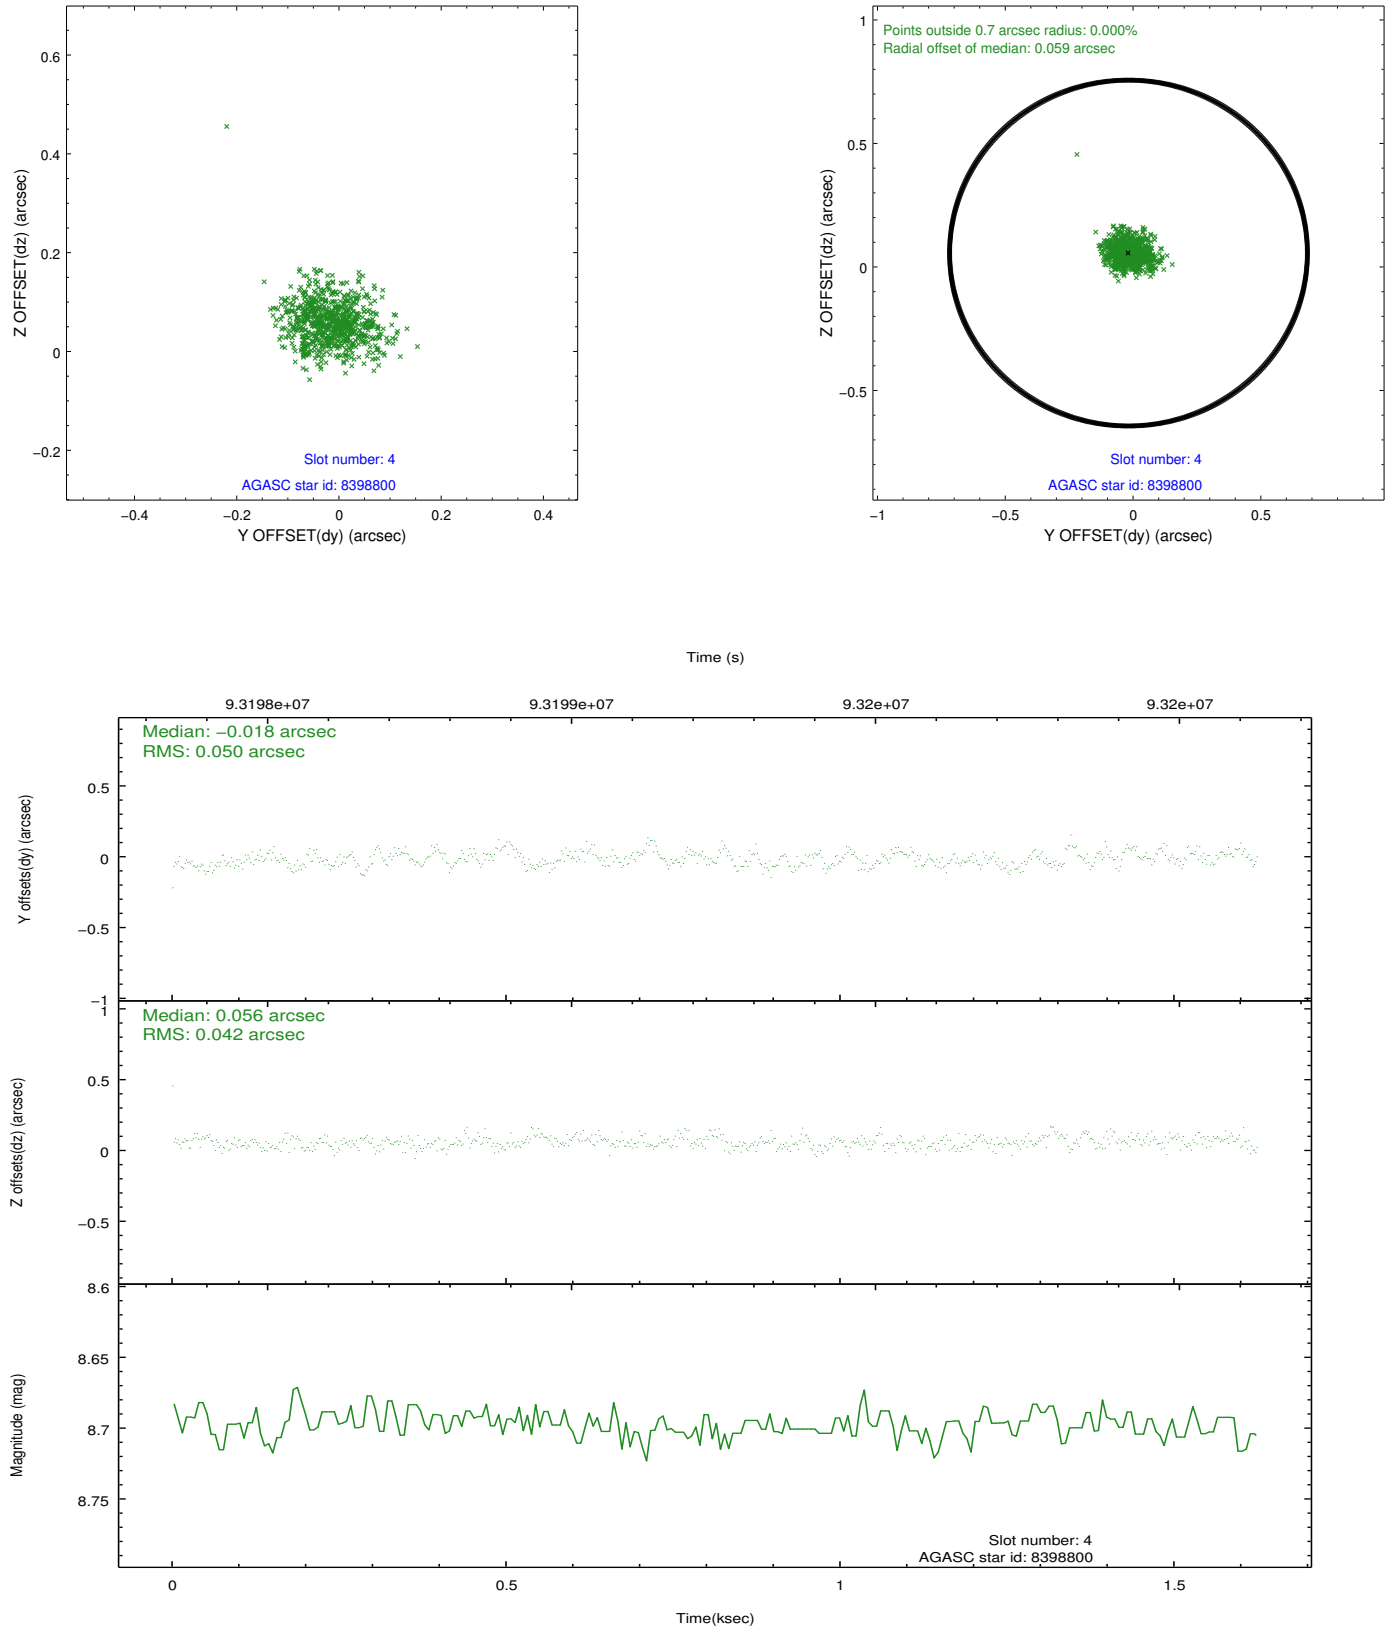 0.6
0.4
0.2
0
−0.2
Z OFFSET(dz) (arcsec)
−0.4 −0.2 0 0.2 0.4
Y OFFSET(dy) (arcsec)
Slot number: 4
AGASC star id: 8398800
Points outside 0.7 arcsec radius: 0.000%
Radial offset of median: 0.059 arcsec
1
0.5
0
−0.5
Z OFFSET(dz) (arcsec)
−1 −0.5 0 0.5
Y OFFSET(dy) (arcsec)
Slot number: 4
AGASC star id: 8398800
Time (s)
9.3198e+07 9.3199e+07 9.32e+07 9.32e+07
Median: −0.018 arcsec
RMS: 0.050 arcsec
0.5
0
−0.5
−1
Y offsets(dy) (arcsec)
Median: 0.056 arcsec
RMS: 0.042 arcsec
1
0.5
0
−0.5
Z offsets(dz) (arcsec)
8.6
8.65
8.7
8.75
Magnitude (mag)
Slot number: 4
AGASC star id: 8398800
0 0.5 1 1.5
Time(ksec)